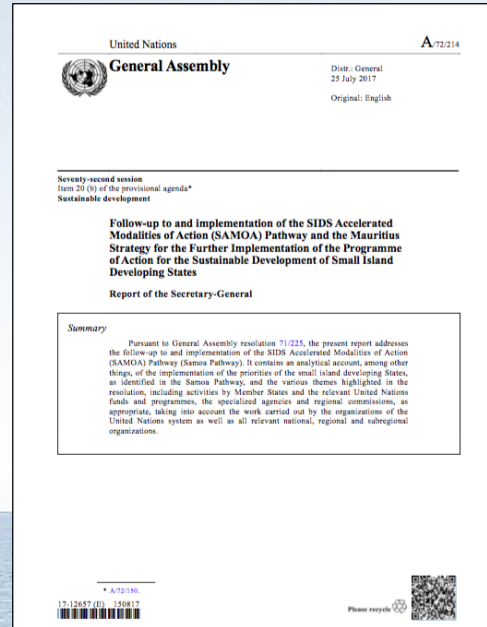 United Nations
A/72/214
General Assembly
Distr.: General
25 July 2017
Original: English
Seventy-second session
Item 20 (b) of the provisional agenda*
Sustainable development
Follow-up to and implementation of the SIDS Accelerated
Modalities of Action (SAMOA) Pathway and the Mauritius
Strategy for the Further Implementation of the Programme
of Action for the Sustainable Development of Small Island
Developing States
Report of the Secretary-General
Summary
Pursuant to General Assembly resolution 71/225, the present report addresses
the follow-up to and implementation of the SIDS Accelerated Modalities of Action
(SAMOA) Pathway (Samoa Pathway). It contains an analytical account, among other
things, of the implementation of the priorities of the small island developing States,
as identified in the Samoa Pathway, and the various themes highlighted in the
resolution, including activities by Member States and the relevant United Nations
funds and programmes, the specialized agencies and regional commissions, as
appropriate, taking into account the work carried out by the organizations of the
United Nations system as well as all relevant national, regional and subregional
organizations.
* A/72/150.
17-12657 (E) 150817
Please recycle